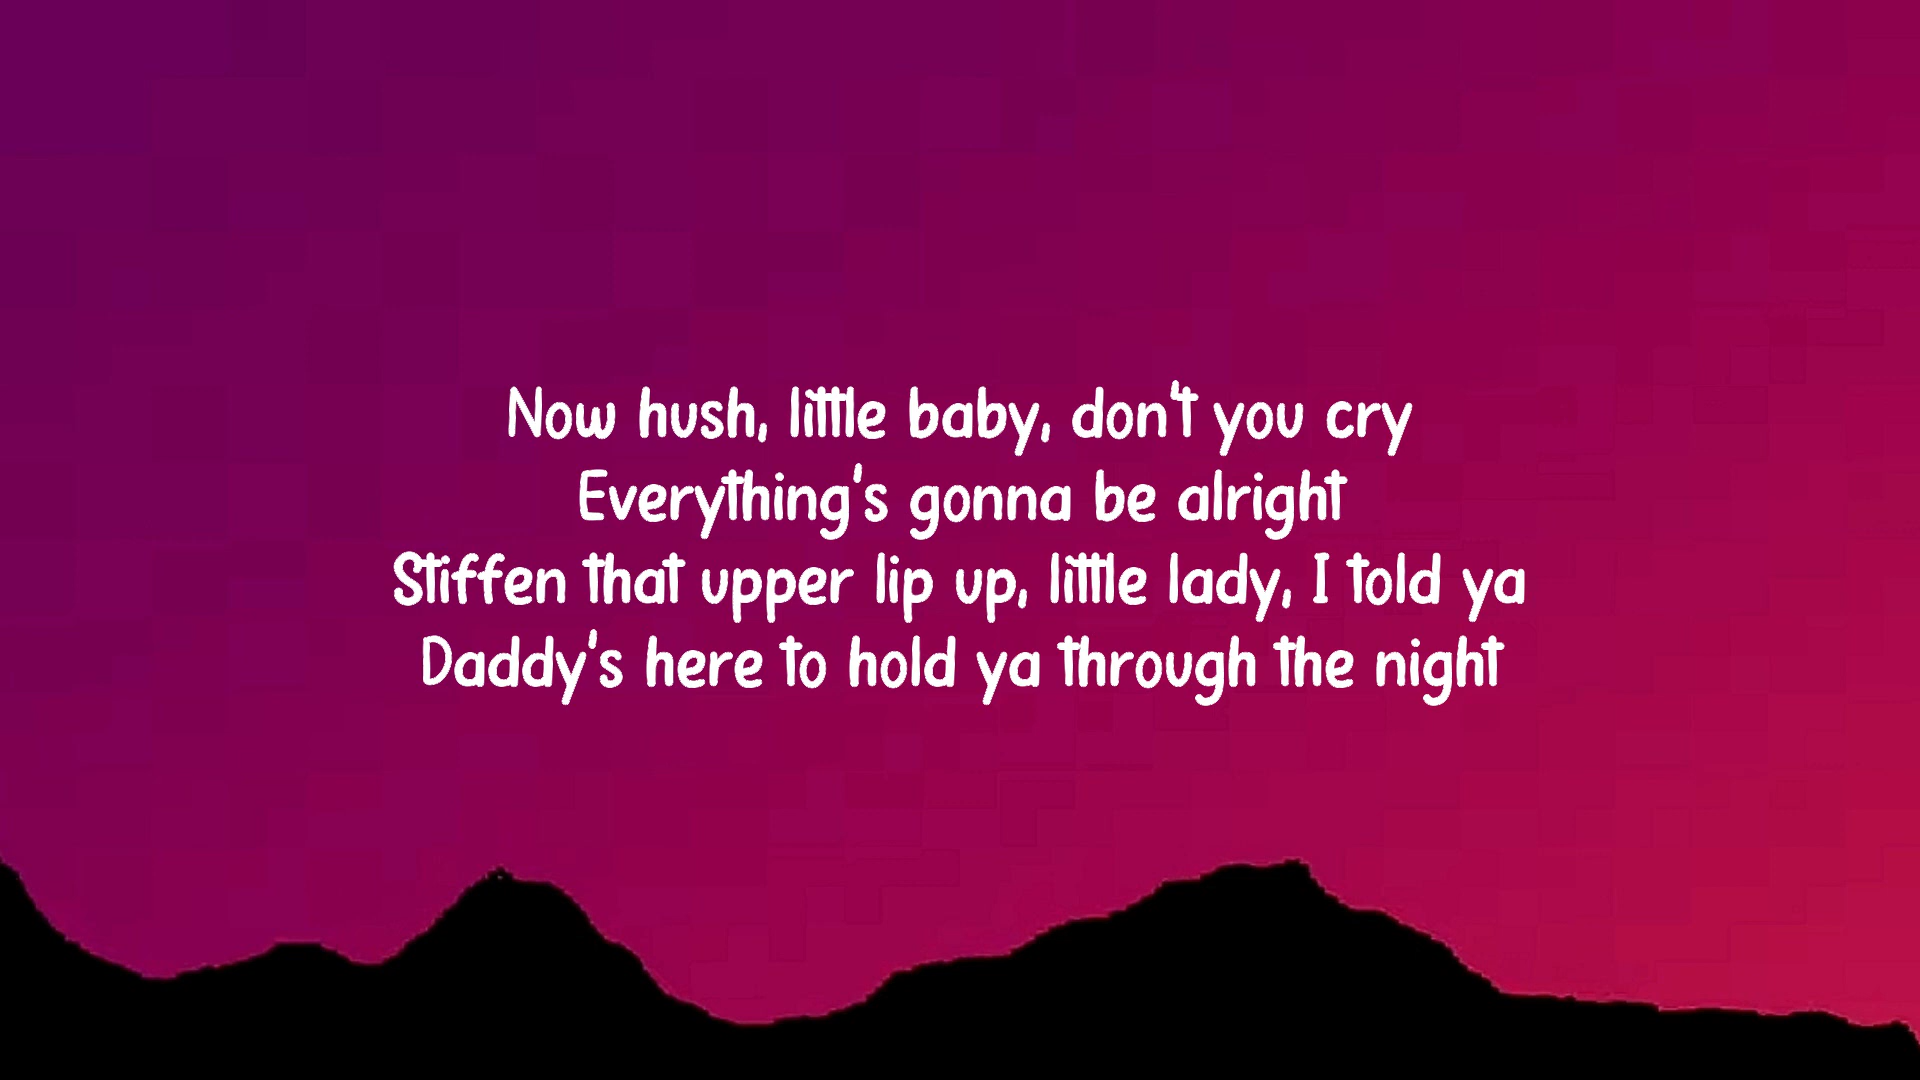 Now hush, little baby, don't you cry
Everything's gonna be alright
Stiffen that upper lip up, little lady, I told ya
Daddy's here to hold ya through the night